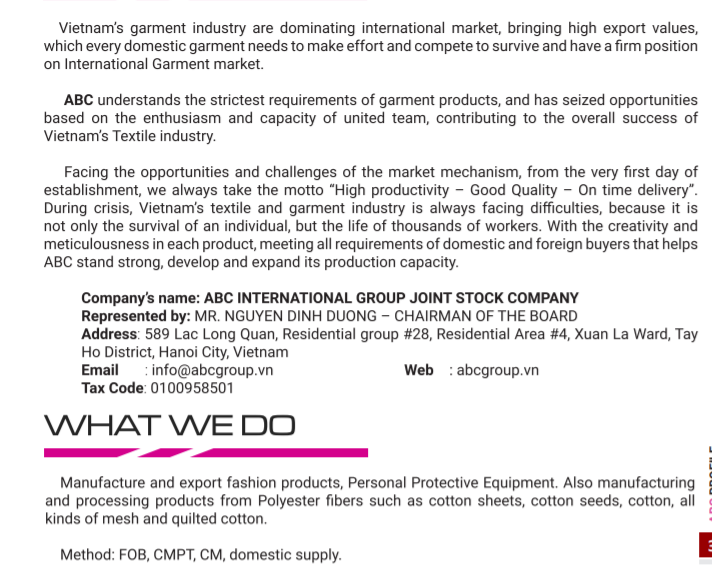 Vietnam's garment industry are dominating international market, bringing high export values,
which every domestic garment needs to make effort and compete to survive and have a firm position
on International Garment market.
ABC understands the strictest requirements of garment products, and has seized opportunities
based on the enthusiasm and capacity of united team, contributing to the overall success of
Vietnam's Textile industry.
Facing the opportunities and challenges of the market mechanism, from the very first day of
establishment, we always take the motto "High productivity – Good Quality – On time delivery".
During crisis, Vietnam's textile and garment industry is always facing difficulties, because it is
not only the survival of an individual, but the life of thousands of workers. With the creativity and
meticulousness in each product, meeting all requirements of domestic and foreign buyers that helps
ABC stand strong, develop and expand its production capacity.
Company's name: ABC INTERNATIONAL GROUP JOINT STOCK COMPANY
Represented by: MR. NGUYEN DINH DUONG – CHAIRMAN OF THE BOARD
Address: 589 Lac Long Quan, Residential group #28, Residential Area #4, Xuan La Ward, Tay
Ho District, Hanoi City, Vietnam
Email : info@abcgroup.vn Web : abcgroup.vn
Tax Code: 0100958501
WHAT WE DO
Manufacture and export fashion products, Personal Protective Equipment. Also manufacturing
and processing products from Polyester fibers such as cotton sheets, cotton seeds, cotton, all
kinds of mesh and quilted cotton.
Method: FOB, CMPT, CM, domestic supply.